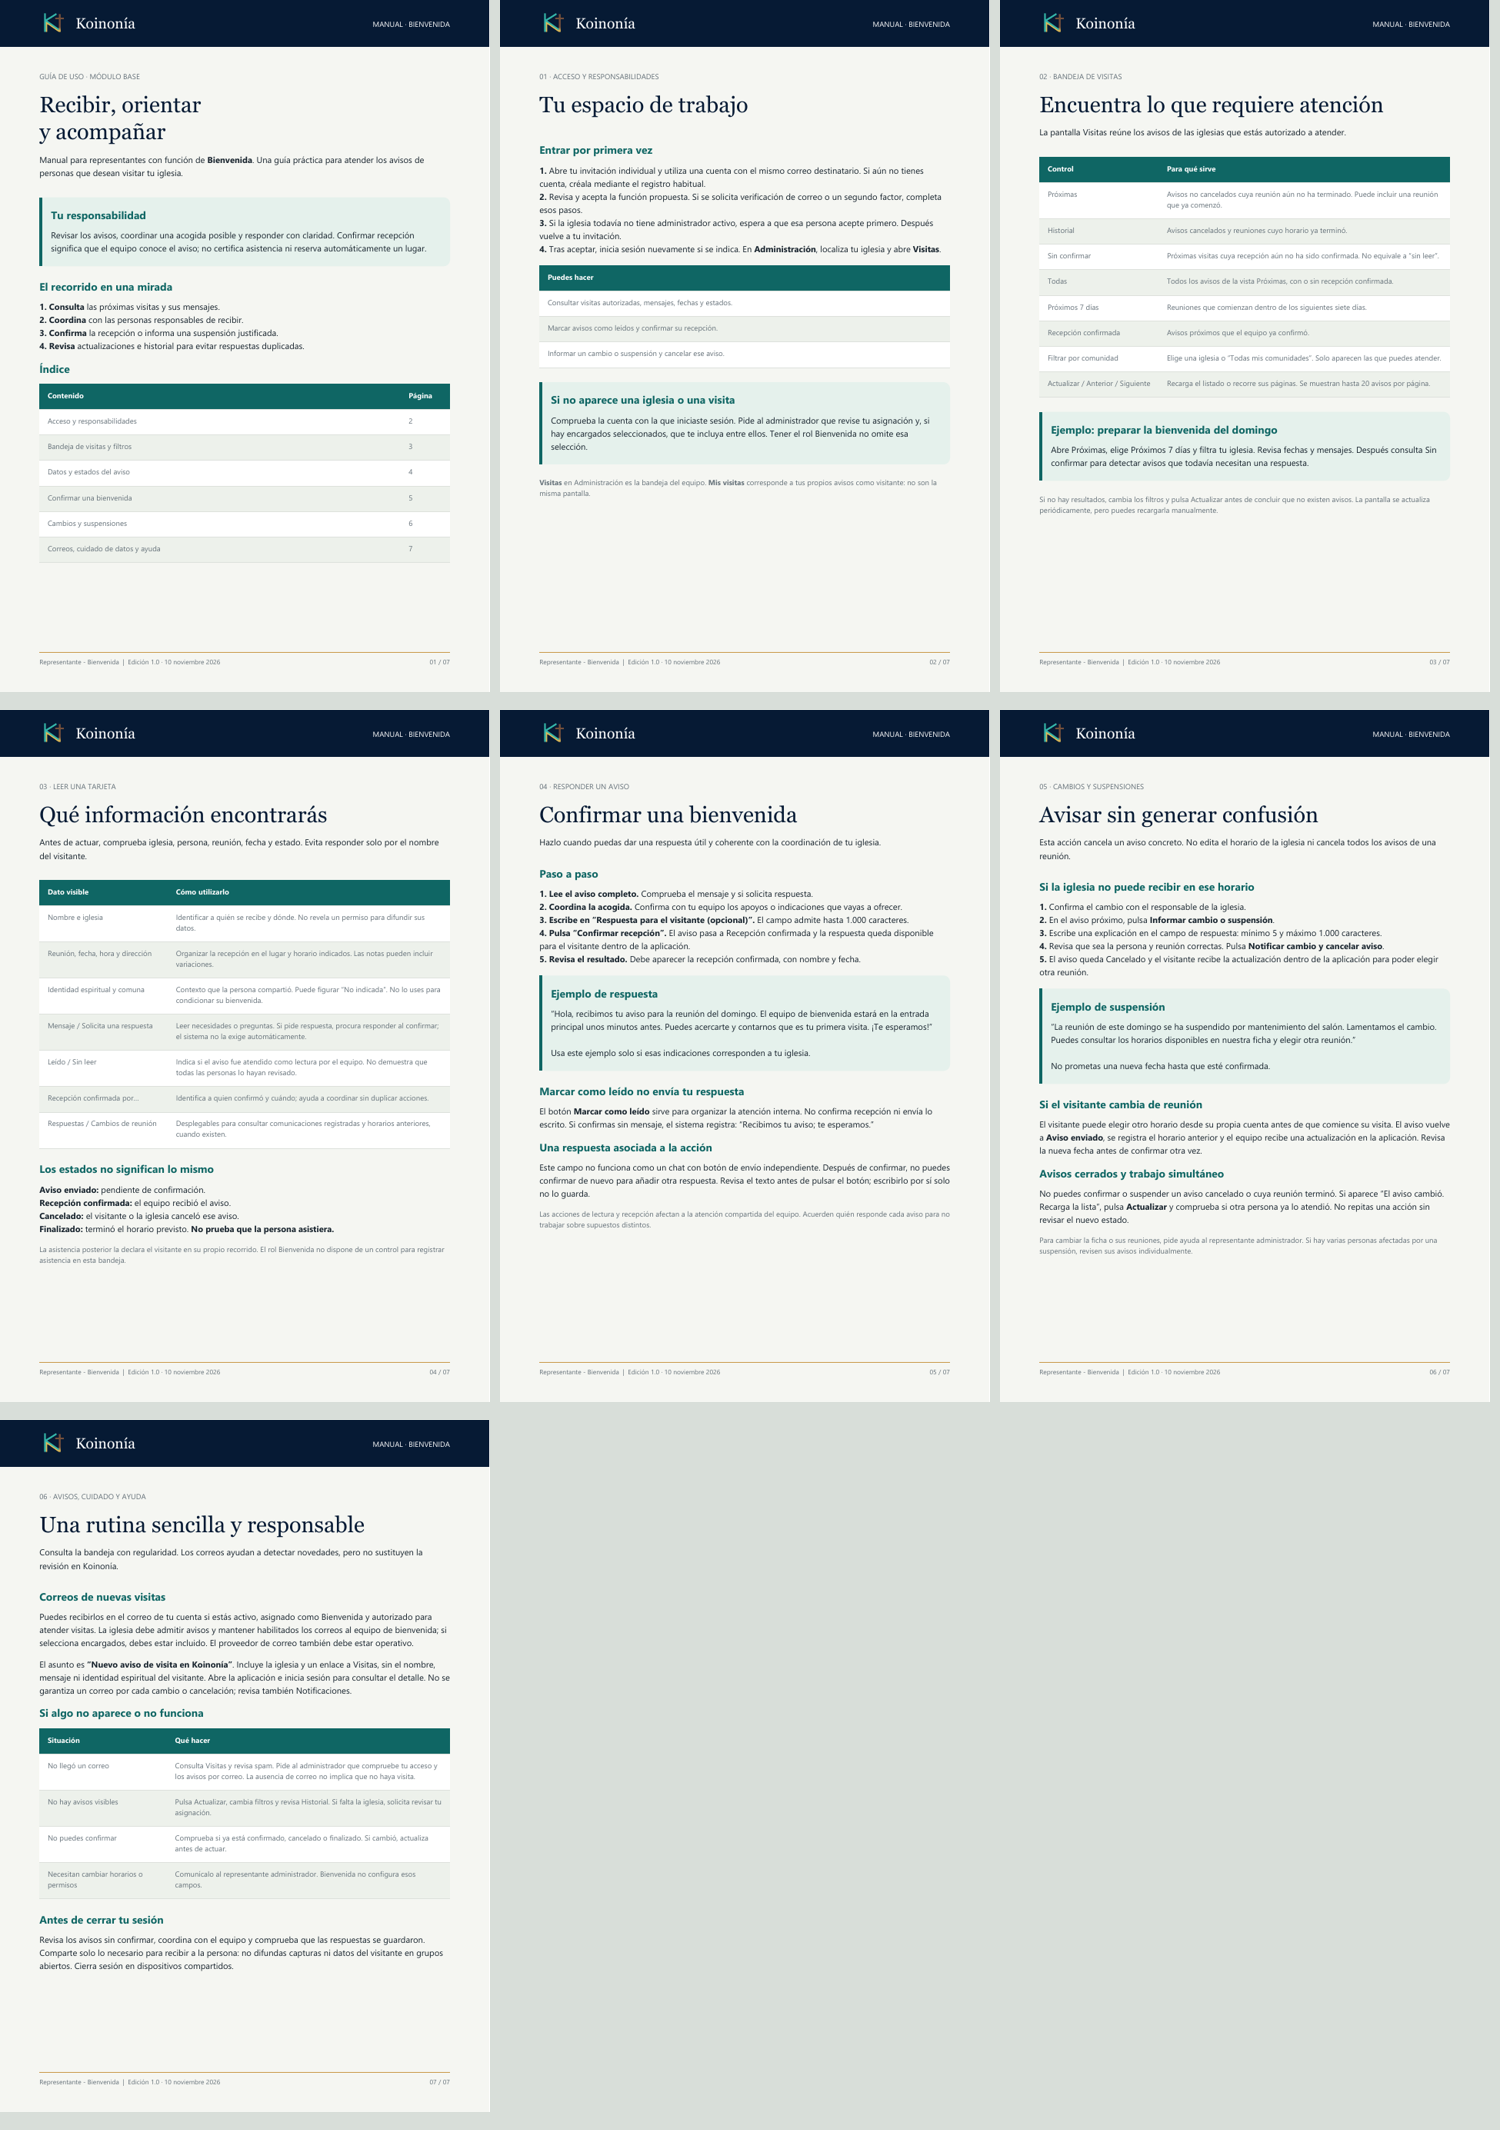 Koinonía
MANUAL · BIENVENIDA
GUÍA DE USO · MÓDULO BASE
Recibir, orientar
y acompañar
Manual para representantes con función de Bienvenida. Una guía práctica para atender los avisos de
personas que desean visitar tu iglesia.
Tu responsabilidad
Revisar los avisos, coordinar una acogida posible y responder con claridad. Confirmar recepción
significa que el equipo conoce el aviso; no certifica asistencia ni reserva automáticamente un lugar.
El recorrido en una mirada
1. Consulta las próximas visitas y sus mensajes.
2. Coordina con las personas responsables de recibir.
3. Confirma la recepción o informa una suspensión justificada.
4. Revisa actualizaciones e historial para evitar respuestas duplicadas.
Índice
Contenido Página
Acceso y responsabilidades 2
Bandeja de visitas y filtros 3
Datos y estados del aviso 4
Confirmar una bienvenida 5
Cambios y suspensiones 6
Correos, cuidado de datos y ayuda 7
Representante - Bienvenida | Edición 1.0 · 10 noviembre 2026 01 / 07
Koinonía
MANUAL · BIENVENIDA
01 · ACCESO Y RESPONSABILIDADES
Tu espacio de trabajo
Entrar por primera vez
1. Abre tu invitación individual y utiliza una cuenta con el mismo correo destinatario. Si aún no tienes
cuenta, créala mediante el registro habitual.
2. Revisa y acepta la función propuesta. Si se solicita verificación de correo o un segundo factor, completa
esos pasos.
3. Si la iglesia todavía no tiene administrador activo, espera a que esa persona acepte primero. Después
vuelve a tu invitación.
4. Tras aceptar, inicia sesión nuevamente si se indica. En Administración, localiza tu iglesia y abre Visitas.
Puedes hacer
Consultar visitas autorizadas, mensajes, fechas y estados.
Marcar avisos como leídos y confirmar su recepción.
Informar un cambio o suspensión y cancelar ese aviso.
Si no aparece una iglesia o una visita
Comprueba la cuenta con la que iniciaste sesión. Pide al administrador que revise tu asignación y, si
hay encargados seleccionados, que te incluya entre ellos. Tener el rol Bienvenida no omite esa
selección.
Visitas en Administración es la bandeja del equipo. Mis visitas corresponde a tus propios avisos como visitante: no son la
misma pantalla.
Representante - Bienvenida | Edición 1.0 · 10 noviembre 2026 02 / 07
Koinonía
MANUAL · BIENVENIDA
02 · BANDEJA DE VISITAS
Encuentra lo que requiere atención
La pantalla Visitas reúne los avisos de las iglesias que estás autorizado a atender.
Control Para qué sirve
Próximas Avisos no cancelados cuya reunión aún no ha terminado. Puede incluir una reunión
que ya comenzó.
Historial Avisos cancelados y reuniones cuyo horario ya terminó.
Sin confirmar Próximas visitas cuya recepción aún no ha sido confirmada. No equivale a “sin leer”.
Todas Todos los avisos de la vista Próximas, con o sin recepción confirmada.
Próximos 7 días Reuniones que comienzan dentro de los siguientes siete días.
Recepción confirmada Avisos próximos que el equipo ya confirmó.
Filtrar por comunidad Elige una iglesia o “Todas mis comunidades”. Solo aparecen las que puedes atender.
Actualizar / Anterior / Siguiente Recarga el listado o recorre sus páginas. Se muestran hasta 20 avisos por página.
Ejemplo: preparar la bienvenida del domingo
Abre Próximas, elige Próximos 7 días y filtra tu iglesia. Revisa fechas y mensajes. Después consulta Sin
confirmar para detectar avisos que todavía necesitan una respuesta.
Si no hay resultados, cambia los filtros y pulsa Actualizar antes de concluir que no existen avisos. La pantalla se actualiza
periódicamente, pero puedes recargarla manualmente.
Representante - Bienvenida | Edición 1.0 · 10 noviembre 2026 03 / 07
Koinonía
MANUAL · BIENVENIDA
03 · LEER UNA TARJETA
Qué información encontrarás
Antes de actuar, comprueba iglesia, persona, reunión, fecha y estado. Evita responder solo por el nombre
del visitante.
Dato visible Cómo utilizarlo
Nombre e iglesia Identificar a quién se recibe y dónde. No revela un permiso para difundir sus
datos.
Reunión, fecha, hora y dirección Organizar la recepción en el lugar y horario indicados. Las notas pueden incluir
variaciones.
Identidad espiritual y comuna Contexto que la persona compartió. Puede figurar “No indicada”. No lo uses para
condicionar su bienvenida.
Mensaje / Solicita una respuesta Leer necesidades o preguntas. Si pide respuesta, procura responder al confirmar;
el sistema no la exige automáticamente.
Leído / Sin leer Indica si el aviso fue atendido como lectura por el equipo. No demuestra que
todas las personas lo hayan revisado.
Recepción confirmada por... Identifica a quien confirmó y cuándo; ayuda a coordinar sin duplicar acciones.
Respuestas / Cambios de reunión Desplegables para consultar comunicaciones registradas y horarios anteriores,
cuando existen.
Los estados no significan lo mismo
Aviso enviado: pendiente de confirmación.
Recepción confirmada: el equipo recibió el aviso.
Cancelado: el visitante o la iglesia canceló ese aviso.
Finalizado: terminó el horario previsto. No prueba que la persona asistiera.
La asistencia posterior la declara el visitante en su propio recorrido. El rol Bienvenida no dispone de un control para registrar
asistencia en esta bandeja.
Representante - Bienvenida | Edición 1.0 · 10 noviembre 2026 04 / 07
Koinonía
MANUAL · BIENVENIDA
04 · RESPONDER UN AVISO
Confirmar una bienvenida
Hazlo cuando puedas dar una respuesta útil y coherente con la coordinación de tu iglesia.
Paso a paso
1. Lee el aviso completo. Comprueba el mensaje y si solicita respuesta.
2. Coordina la acogida. Confirma con tu equipo los apoyos o indicaciones que vayas a ofrecer.
3. Escribe en “Respuesta para el visitante (opcional)”. El campo admite hasta 1.000 caracteres.
4. Pulsa “Confirmar recepción”. El aviso pasa a Recepción confirmada y la respuesta queda disponible
para el visitante dentro de la aplicación.
5. Revisa el resultado. Debe aparecer la recepción confirmada, con nombre y fecha.
Ejemplo de respuesta
“Hola, recibimos tu aviso para la reunión del domingo. El equipo de bienvenida estará en la entrada
principal unos minutos antes. Puedes acercarte y contarnos que es tu primera visita. ¡Te esperamos!”
Usa este ejemplo solo si esas indicaciones corresponden a tu iglesia.
Marcar como leído no envía tu respuesta
El botón Marcar como leído sirve para organizar la atención interna. No confirma recepción ni envía lo
escrito. Si confirmas sin mensaje, el sistema registra: “Recibimos tu aviso; te esperamos.”
Una respuesta asociada a la acción
Este campo no funciona como un chat con botón de envío independiente. Después de confirmar, no puedes
confirmar de nuevo para añadir otra respuesta. Revisa el texto antes de pulsar el botón; escribirlo por sí solo
no lo guarda.
Las acciones de lectura y recepción afectan a la atención compartida del equipo. Acuerden quién responde cada aviso para no
trabajar sobre supuestos distintos.
Representante - Bienvenida | Edición 1.0 · 10 noviembre 2026 05 / 07
Koinonía
MANUAL · BIENVENIDA
05 · CAMBIOS Y SUSPENSIONES
Avisar sin generar confusión
Esta acción cancela un aviso concreto. No edita el horario de la iglesia ni cancela todos los avisos de una
reunión.
Si la iglesia no puede recibir en ese horario
1. Confirma el cambio con el responsable de la iglesia.
2. En el aviso próximo, pulsa Informar cambio o suspensión.
3. Escribe una explicación en el campo de respuesta: mínimo 5 y máximo 1.000 caracteres.
4. Revisa que sea la persona y reunión correctas. Pulsa Notificar cambio y cancelar aviso.
5. El aviso queda Cancelado y el visitante recibe la actualización dentro de la aplicación para poder elegir
otra reunión.
Ejemplo de suspensión
“La reunión de este domingo se ha suspendido por mantenimiento del salón. Lamentamos el cambio.
Puedes consultar los horarios disponibles en nuestra ficha y elegir otra reunión.”
No prometas una nueva fecha hasta que esté confirmada.
Si el visitante cambia de reunión
El visitante puede elegir otro horario desde su propia cuenta antes de que comience su visita. El aviso vuelve
a Aviso enviado, se registra el horario anterior y el equipo recibe una actualización en la aplicación. Revisa
la nueva fecha antes de confirmar otra vez.
Avisos cerrados y trabajo simultáneo
No puedes confirmar o suspender un aviso cancelado o cuya reunión terminó. Si aparece “El aviso cambió.
Recarga la lista”, pulsa Actualizar y comprueba si otra persona ya lo atendió. No repitas una acción sin
revisar el nuevo estado.
Para cambiar la ficha o sus reuniones, pide ayuda al representante administrador. Si hay varias personas afectadas por una
suspensión, revisen sus avisos individualmente.
Representante - Bienvenida | Edición 1.0 · 10 noviembre 2026 06 / 07
Koinonía
MANUAL · BIENVENIDA
06 · AVISOS, CUIDADO Y AYUDA
Una rutina sencilla y responsable
Consulta la bandeja con regularidad. Los correos ayudan a detectar novedades, pero no sustituyen la
revisión en Koinonía.
Correos de nuevas visitas
Puedes recibirlos en el correo de tu cuenta si estás activo, asignado como Bienvenida y autorizado para
atender visitas. La iglesia debe admitir avisos y mantener habilitados los correos al equipo de bienvenida; si
selecciona encargados, debes estar incluido. El proveedor de correo también debe estar operativo.
El asunto es “Nuevo aviso de visita en Koinonía”. Incluye la iglesia y un enlace a Visitas, sin el nombre,
mensaje ni identidad espiritual del visitante. Abre la aplicación e inicia sesión para consultar el detalle. No se
garantiza un correo por cada cambio o cancelación; revisa también Notificaciones.
Si algo no aparece o no funciona
Situación Qué hacer
No llegó un correo Consulta Visitas y revisa spam. Pide al administrador que compruebe tu acceso y
los avisos por correo. La ausencia de correo no implica que no haya visita.
No hay avisos visibles Pulsa Actualizar, cambia filtros y revisa Historial. Si falta la iglesia, solicita revisar tu
asignación.
No puedes confirmar Comprueba si ya está confirmado, cancelado o finalizado. Si cambió, actualiza
antes de actuar.
Necesitan cambiar horarios o Comunícalo al representante administrador. Bienvenida no configura esos
permisos campos.
Antes de cerrar tu sesión
Revisa los avisos sin confirmar, coordina con el equipo y comprueba que las respuestas se guardaron.
Comparte solo lo necesario para recibir a la persona: no difundas capturas ni datos del visitante en grupos
abiertos. Cierra sesión en dispositivos compartidos.
Representante - Bienvenida | Edición 1.0 · 10 noviembre 2026 07 / 07